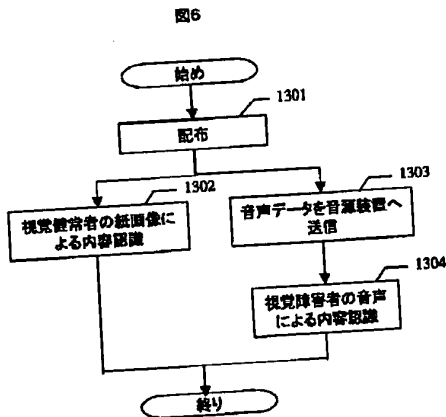 図6
始め
1301
配布
1302
視覚健常者の紙画像に
よる内容認識
1303
音声データを音源装置へ
送信
1304
視覚障害者の音声
による内容認識
終り